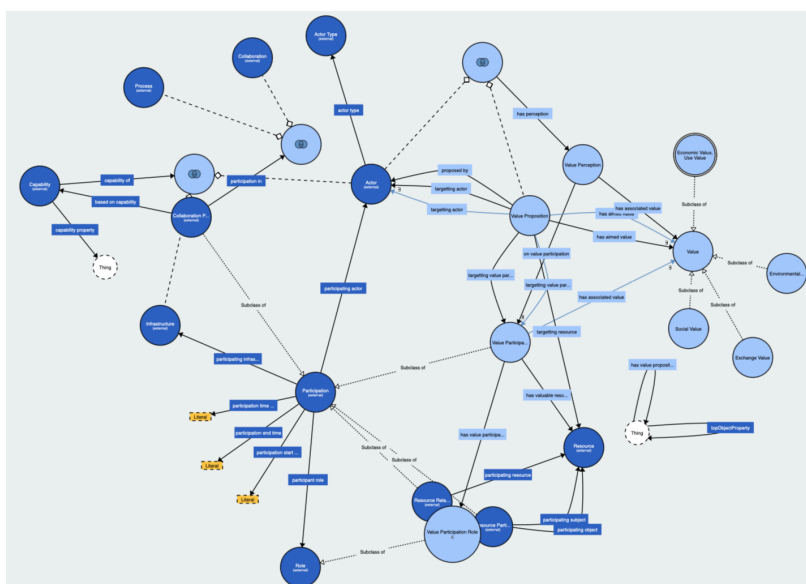 Actor Type
(external)
Collaboration
(external)
Process
(external)
has perception
actor type
Economic Value,
Use Value
Value Perception
Capability
(external)
capability of
participation in
Actor
(external)
proposed by
targetting actor
targetting actor
based on capability
Subclass of
Collaboration P...
(external)
Value Proposition
has associated value
has aimed value
capability property
on value participation
Value
Subclass of
Thing
targetting value par...
targetting value par...
has associated value
Environmental...
participating actor
Subclass of
Subclass of
Infrastructure
(external)
targetting resource
Social Value
Subclass of
Value Participa...
Exchange Value
participating infras...
Subclass of
has value proposit...
Participation
(external)
has valuable reso...
Literal
participation time ...
participation end time
has value participa...
Thing
topObjectProperty
Resource
(external)
participation start ...
Subclass of
Subclass of
Literal
participant role
participating resource
Literal
Resource Rela...
(external)
participating subject
participating object
Resource Parti...
(external)
Value Participation Role
Subclass of
Role
(external)